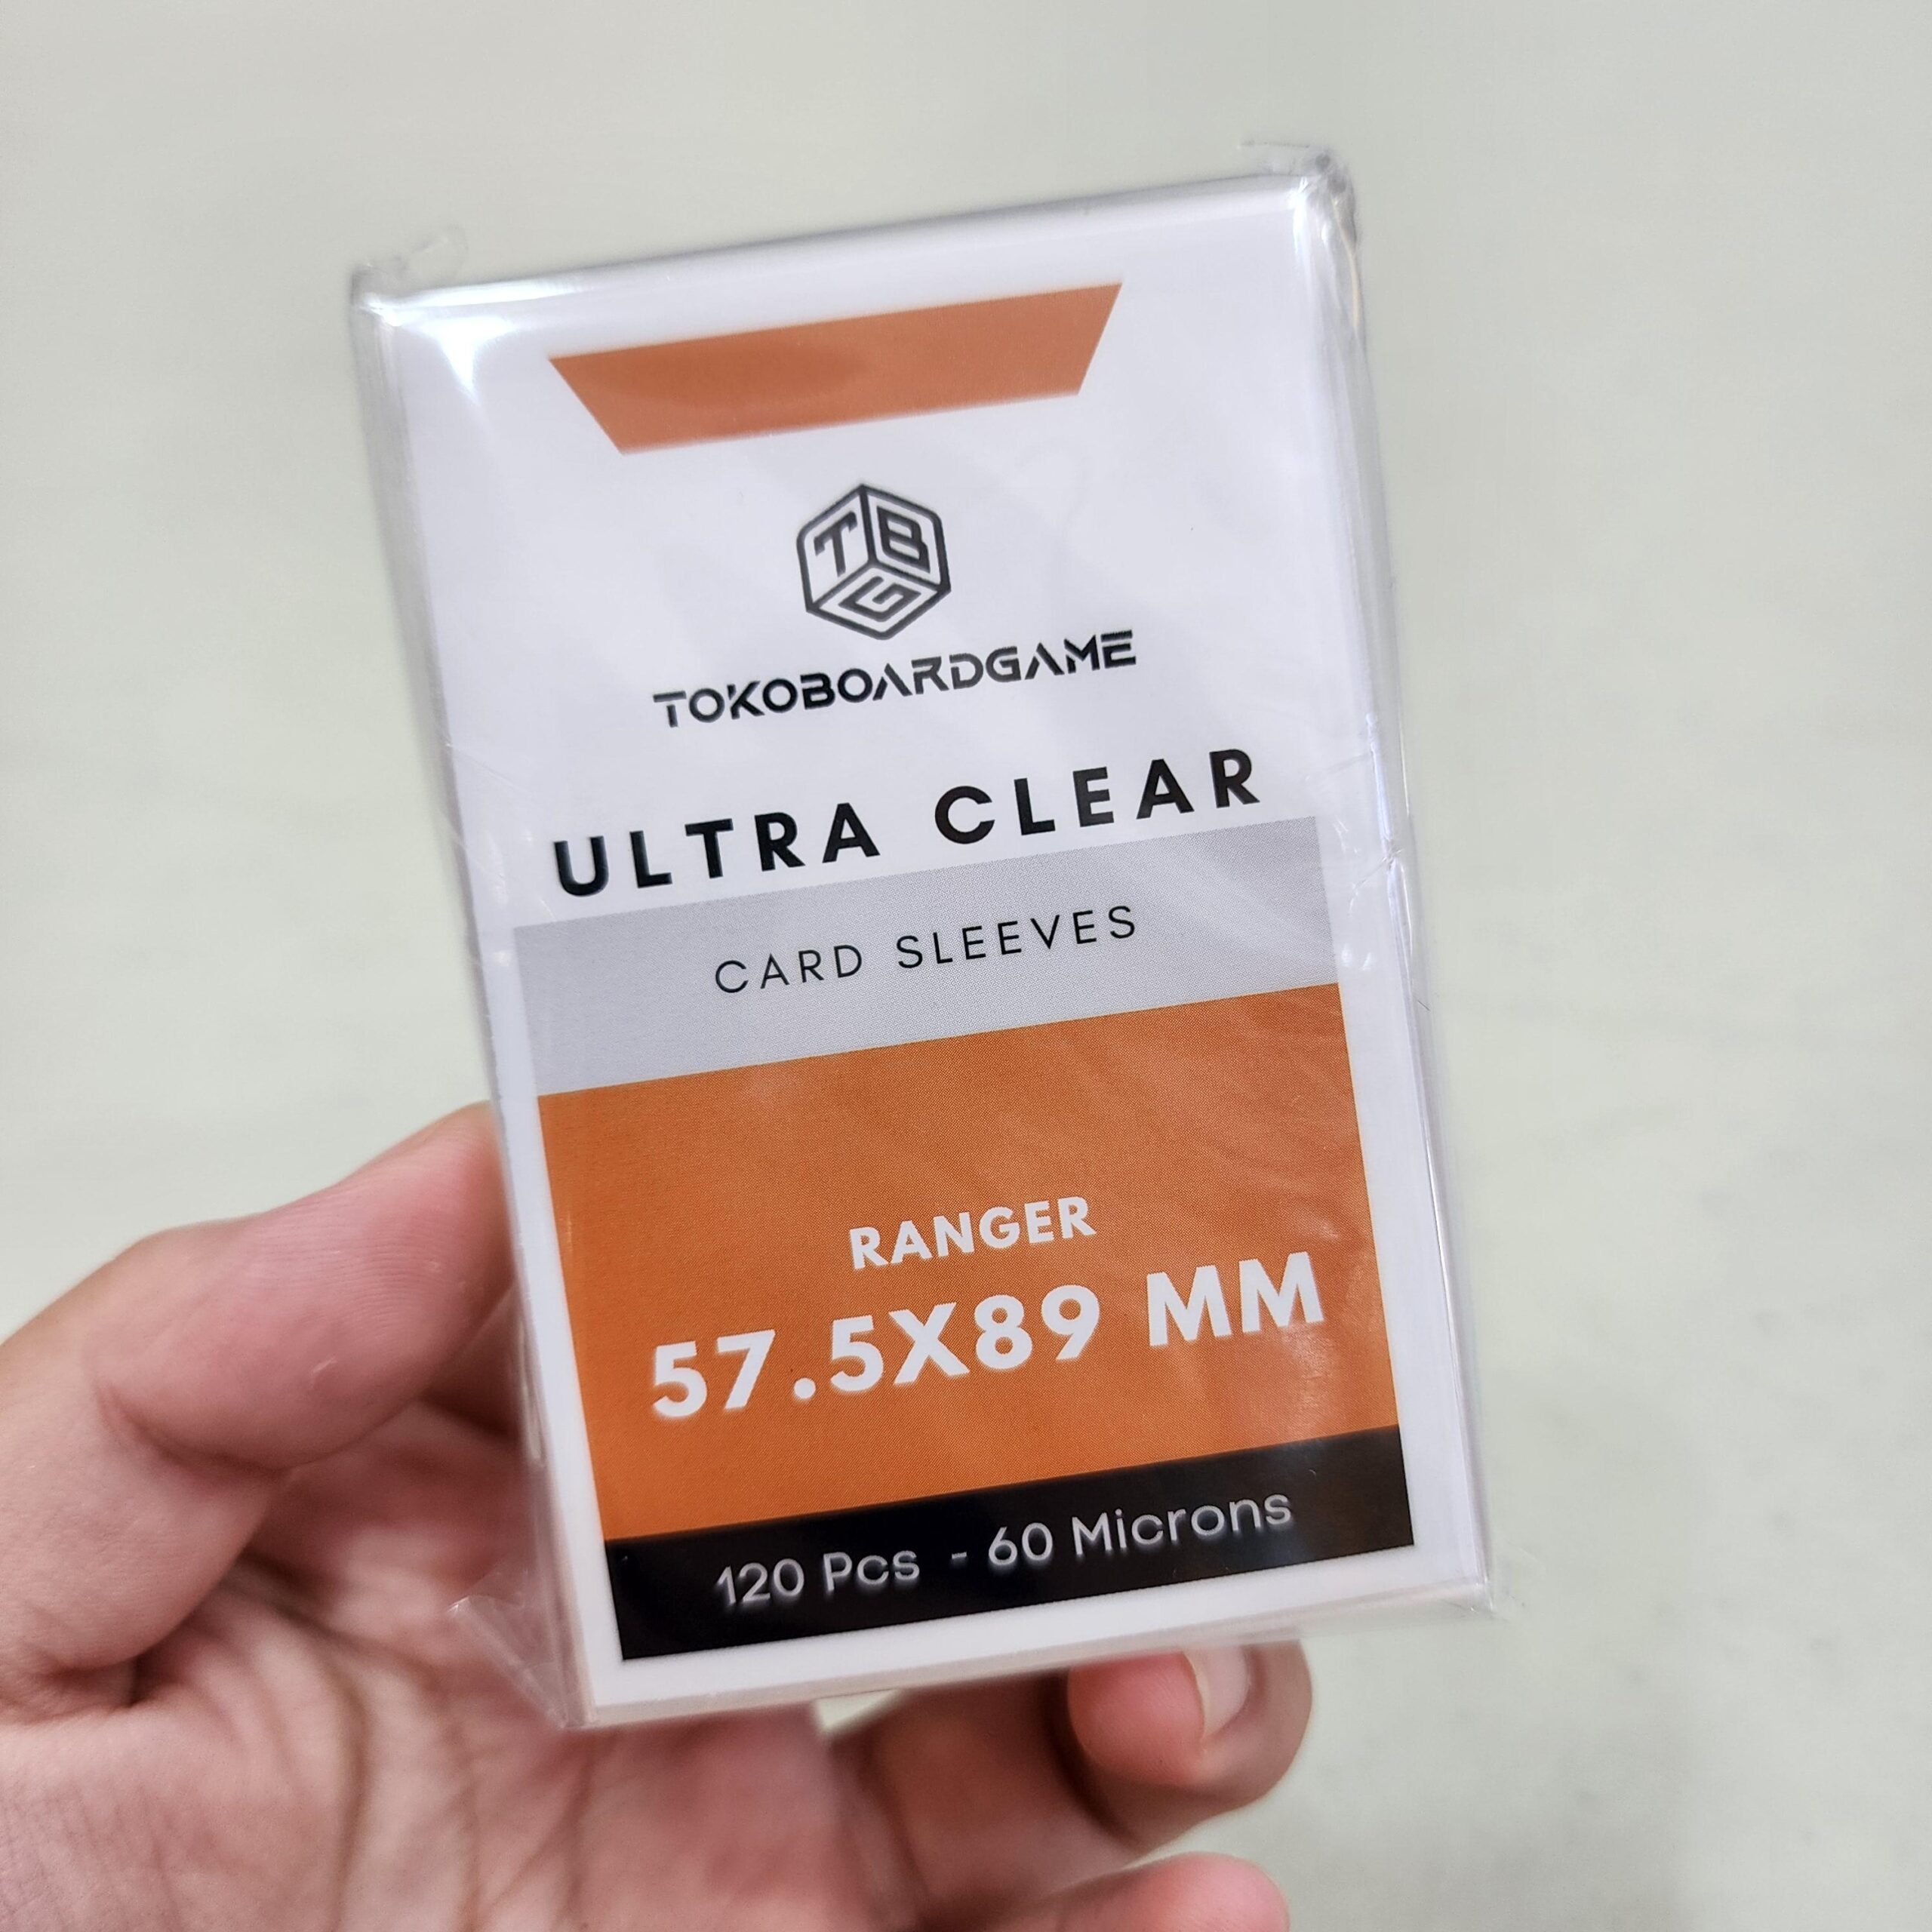 TBG
TOKOBOARDGAME
ULTRA CLEAR
CARD SLEEVES
RANGER
57.5X89 MM
120 Pcs - 60 Microns